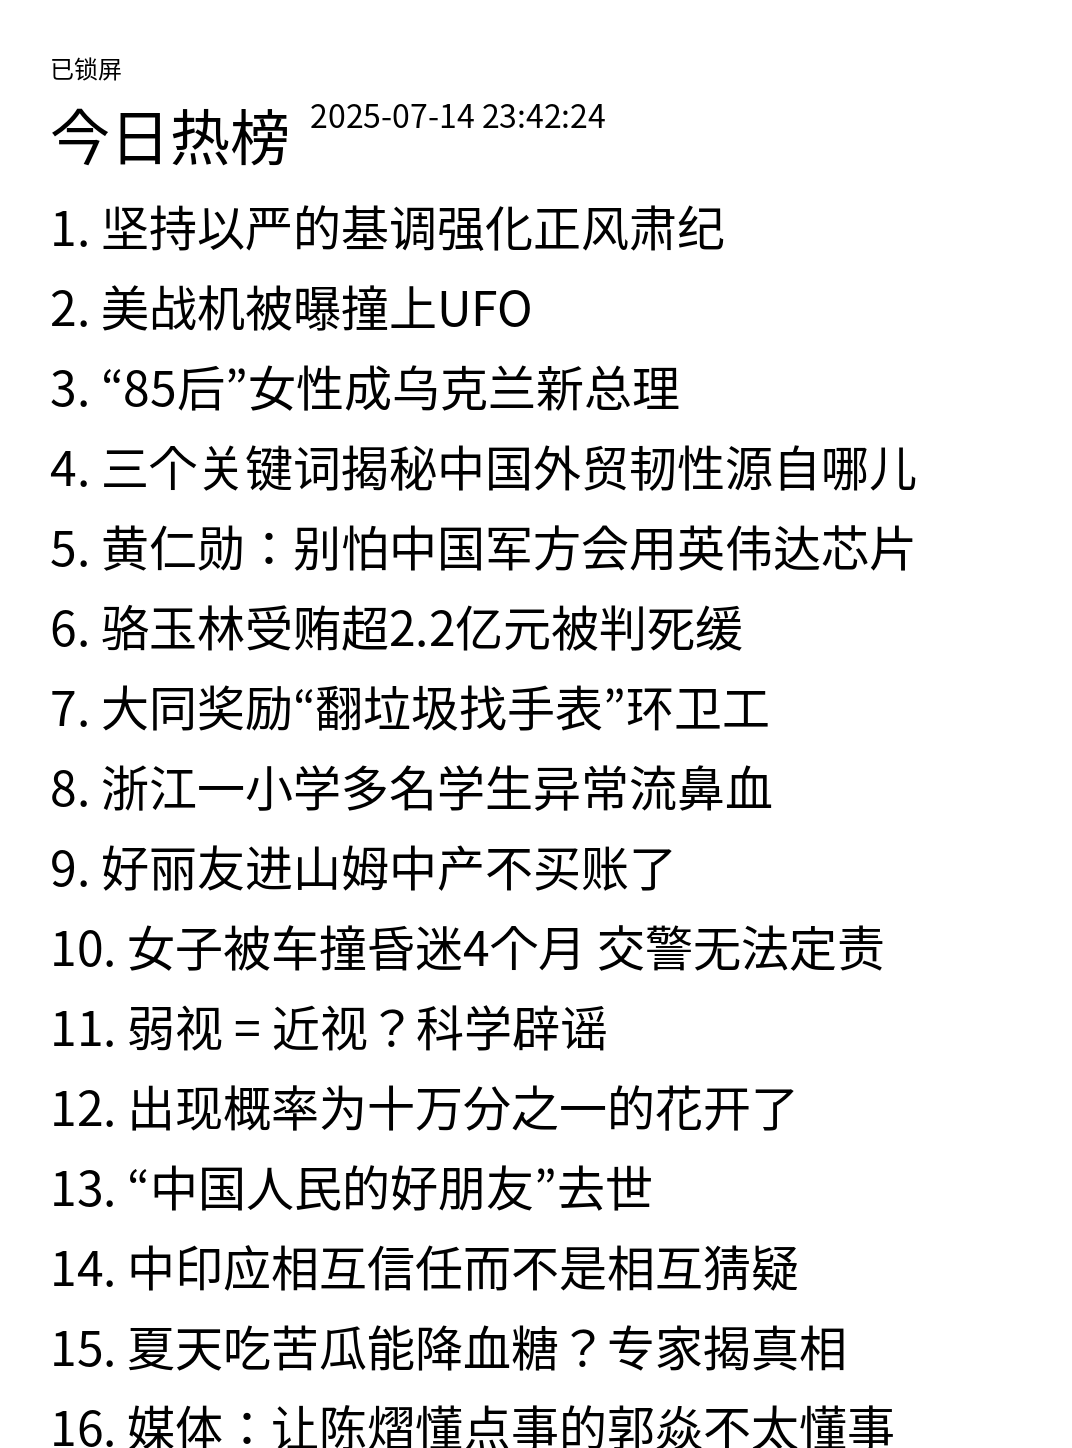 已锁屏
今日热榜 2025-07-14 23:42:24
1. 坚持以严的基调强化正风肃纪
2. 美战机被曝撞上UFO
3. “85后”女性成乌克兰新总理
4. 三个关键词揭秘中国外贸韧性源自哪儿
5. 黄仁勋：别怕中国军方会用英伟达芯片
6. 骆玉林受贿超2.2亿元被判死缓
7. 大同奖励“翻垃圾找手表”环卫工
8. 浙江一小学多名学生异常流鼻血
9. 好丽友进山姆中产不买账了
10. 女子被车撞昏迷4个月 交警无法定责
11. 弱视 = 近视？科学辟谣
12. 出现概率为十万分之一的花开了
13. “中国人民的好朋友”去世
14. 中印应相互信任而不是相互猜疑
15. 夏天吃苦瓜能降血糖？专家揭真相
16. 媒体：让陈熠懂点事的郭焱不太懂事